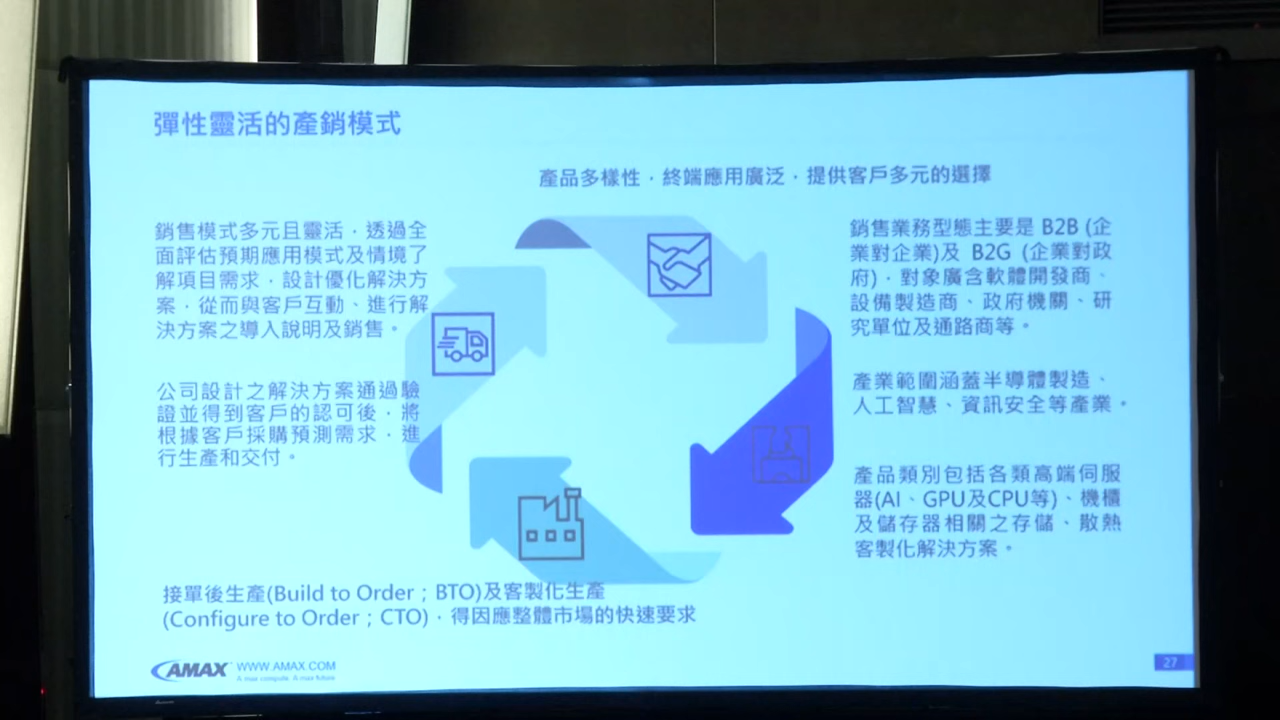 彈性靈活的產銷模式
產品多樣性，終端應用廣泛，提供客戶多元的選擇
銷售模式多元且靈活，透過全
面評估預期應用模式及情境了
解項目需求，設計優化解決方
案，從而與客戶互動、進行解
決方案之導入說明及銷售。
公司設計之解決方案通過驗
證並得到客戶的認可後，將
根據客戶採購預測需求，進
行生產和交付。
銷售業務型態主要是 B2B (企
業對企業)及 B2G (企業對政
府)，對象廣含軟體開發商、
設備製造商、政府機關、研
究單位及通路商等。
產業範圍涵蓋半導體製造、
人工智慧、資訊安全等產業。
產品類別包括各類高端伺服
器(AI、GPU及CPU等)、機櫃
及儲存器相關之存儲、散熱
客製化解決方案。
接單後生產(Build to Order；BTO)及客製化生產
(Configure to Order；CTO)，得因應整體市場的快速要求
AMAX WWW.AMAX.COM
A max compute. A max future.
27